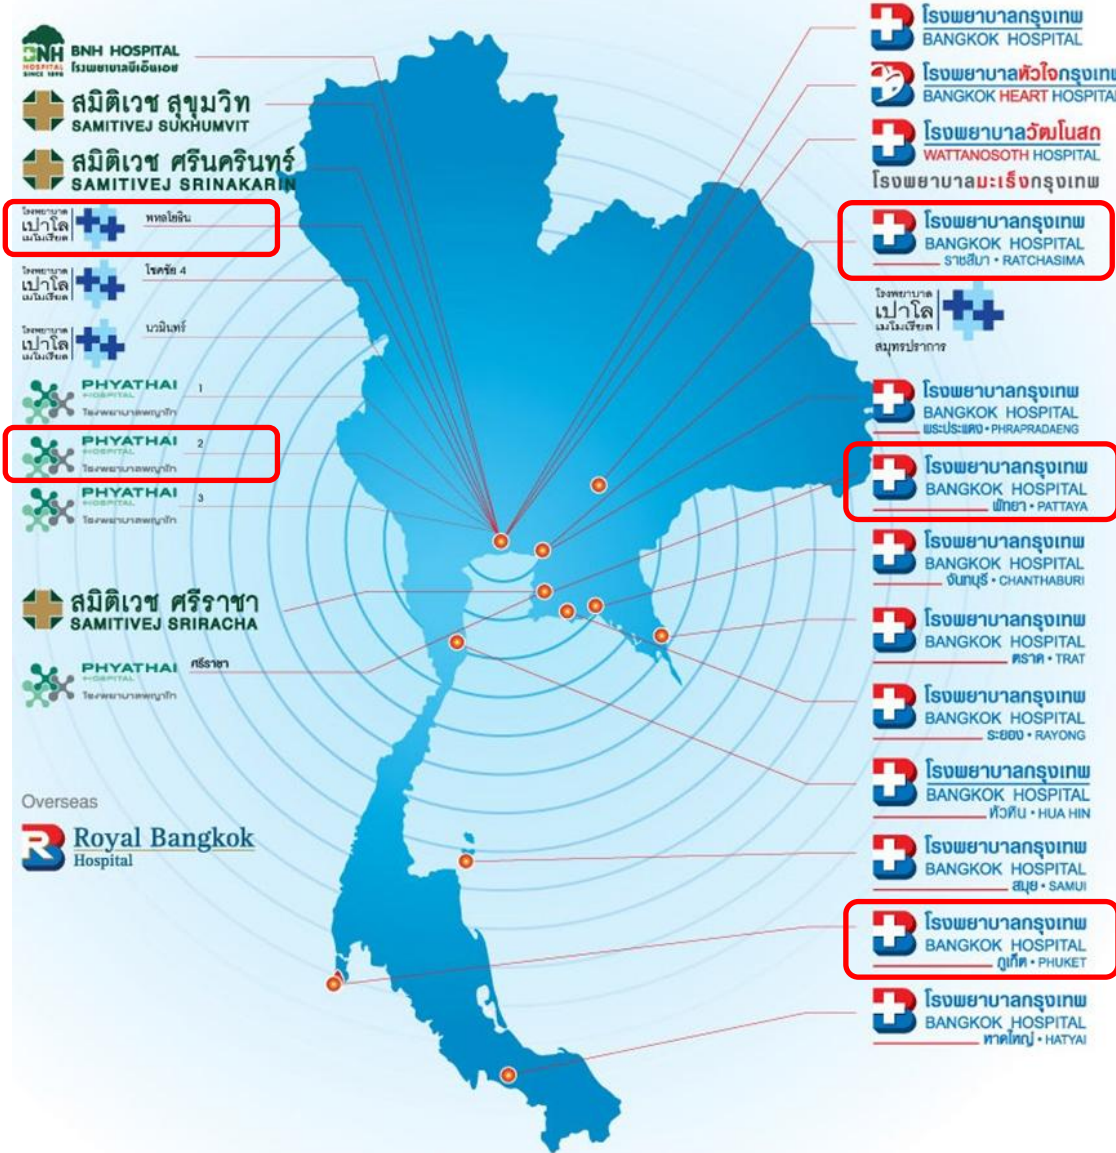 BNH
HOSPITAL
SINCE 1898
BNH HOSPITAL
โรงพยาบาลบีเอ็นเอช
สมิติเวช สุขุมวิท
SAMITIVEJ SUKHUMVIT
สมิติเวช ศรีนครินทร์
SAMITIVEJ SRINAKARIN
โรงพยาบาล
เปาโล
เมโมเรียล
พหลโยธิน
โรงพยาบาล
เปาโล
เมโมเรียล
โชคชัย 4
โรงพยาบาล
เปาโล
เมโมเรียล
นวมินทร์
PHYATHAI 1
HOSPITAL
โรงพยาบาลพญาไท
PHYATHAI 2
HOSPITAL
โรงพยาบาลพญาไท
PHYATHAI 3
HOSPITAL
โรงพยาบาลพญาไท
สมิติเวช ศรีราชา
SAMITIVEJ SRIRACHA
PHYATHAI ศรีราชา
HOSPITAL
โรงพยาบาลพญาไท
Overseas
R
Royal Bangkok
Hospital
โรงพยาบาลกรุงเทพ
BANGKOK HOSPITAL
โรงพยาบาลหัวใจกรุงเทพ
BANGKOK HEART HOSPITAL
โรงพยาบาลวัฒโนสถ
WATTANOSOTH HOSPITAL
โรงพยาบาลมะเร็งกรุงเทพ
โรงพยาบาลกรุงเทพ
BANGKOK HOSPITAL
ราชสีมา • RATCHASIMA
โรงพยาบาล
เปาโล
เมโมเรียล
สมุทรปราการ
โรงพยาบาลกรุงเทพ
BANGKOK HOSPITAL
พระประแดง • PHRAPRADAENG
โรงพยาบาลกรุงเทพ
BANGKOK HOSPITAL
พัทยา • PATTAYA
โรงพยาบาลกรุงเทพ
BANGKOK HOSPITAL
จันทบุรี • CHANTHABURI
โรงพยาบาลกรุงเทพ
BANGKOK HOSPITAL
ตราด • TRAT
โรงพยาบาลกรุงเทพ
BANGKOK HOSPITAL
ระยอง • RAYONG
โรงพยาบาลกรุงเทพ
BANGKOK HOSPITAL
หัวหิน • HUA HIN
โรงพยาบาลกรุงเทพ
BANGKOK HOSPITAL
สมุย • SAMUI
โรงพยาบาลกรุงเทพ
BANGKOK HOSPITAL
ภูเก็ต • PHUKET
โรงพยาบาลกรุงเทพ
BANGKOK HOSPITAL
หาดใหญ่ • HATYAI